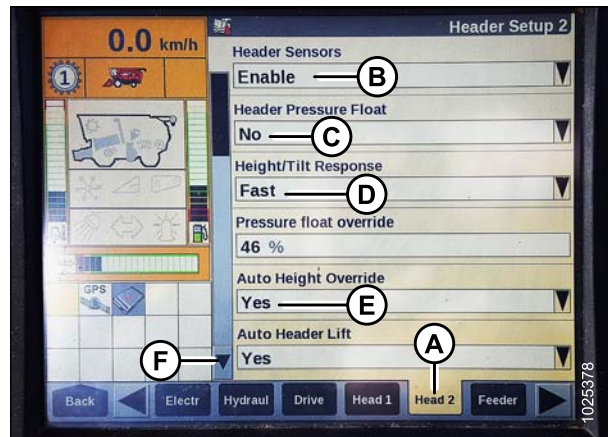 0.0 km/h
Header Setup 2
1
Header Sensors
Enable
B
Header Pressure Float
No
C
Height/Tilt Response
Fast
D
Pressure float override
46 %
Auto Height Override
Yes
E
GPS
Auto Header Lift
Yes
A
F
Back
Electr
Hydraul
Drive
Head 1
Head 2
Feeder
1025378